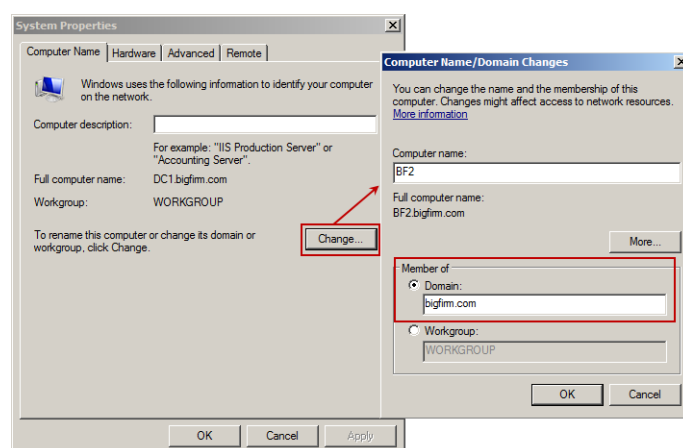 System Properties
Computer Name
Hardware
Advanced
Remote
Windows uses the following information to identify your computer
on the network.
Computer description:
For example: "IIS Production Server" or
"Accounting Server".
Full computer name: DC1.bigfirm.com
Workgroup: WORKGROUP
To rename this computer or change its domain or
workgroup, click Change.
Change...
OK
Cancel
Apply
Computer Name/Domain Changes
You can change the name and the membership of this
computer. Changes might affect access to network resources.
More information
Computer name:
BF2
Full computer name:
BF2.bigfirm.com
More...
Member of
Domain:
bigfirm.com
Workgroup:
WORKGROUP
OK
Cancel